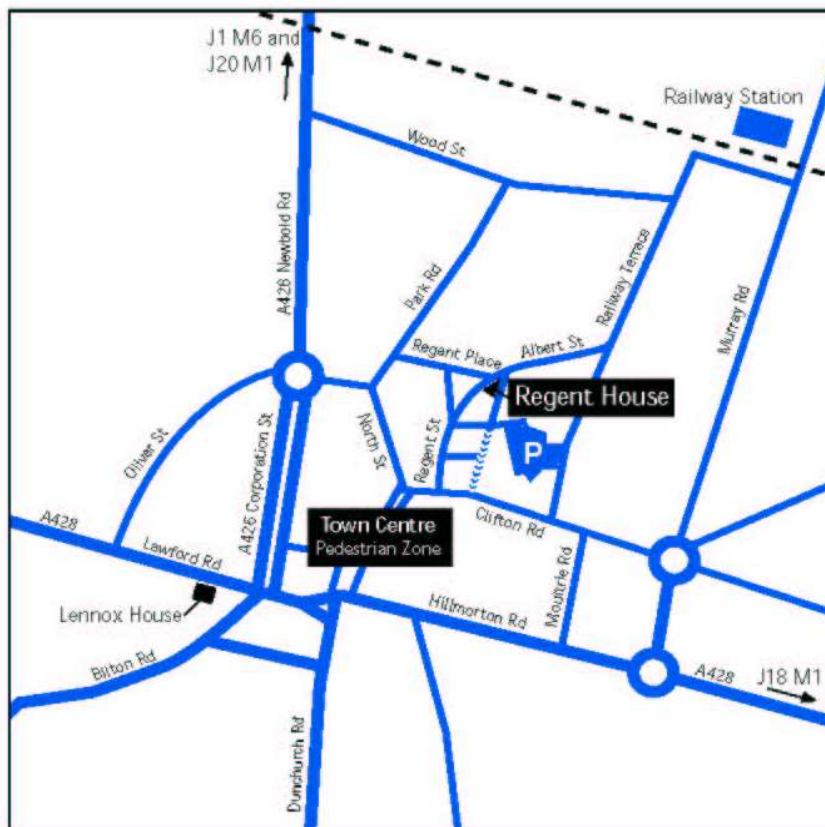 J1 M6 and
J20 M1
Railway Station
Wood St
A426 Newbold Rd
Park Rd
Railway Terrace
Murray Rd
Regent Place
Albert St
Regent House
Oliver St
A426 Corporation St
North St
Regent St
P
A428
Lawford Rd
Town Centre
Pedestrian Zone
Clifton Rd
Moultrie Rd
Lennox House
Hillmorton Rd
Bilton Rd
A428
J18 M1
Dunchurch Rd